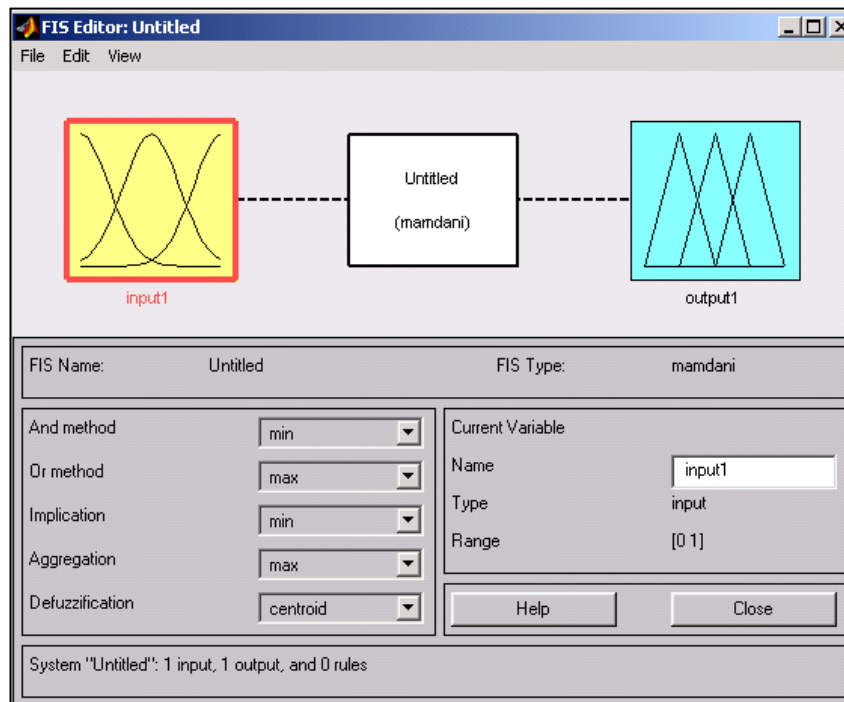 FIS Editor: Untitled
File Edit View
Untitled
(mamdani)
input1
output1
FIS Name: Untitled FIS Type: mamdani
And method min
Or method max
Implication min
Aggregation max
Defuzzification centroid
Current Variable
Name input1
Type input
Range [0 1]
Help Close
System "Untitled": 1 input, 1 output, and 0 rules